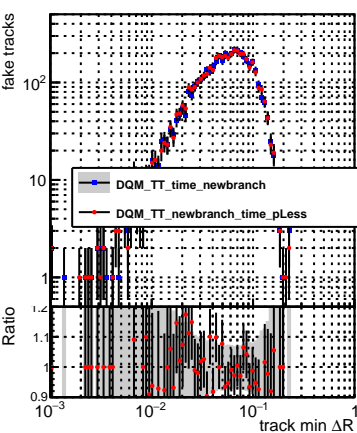 fake tracks
10²
10
1
DQM_TT_time_newbranch
DQM_TT_newbranch_time_pLess
Ratio
1.2
1.1
1
0.9
10⁻³
10⁻²
10⁻¹
1
track min ΔR